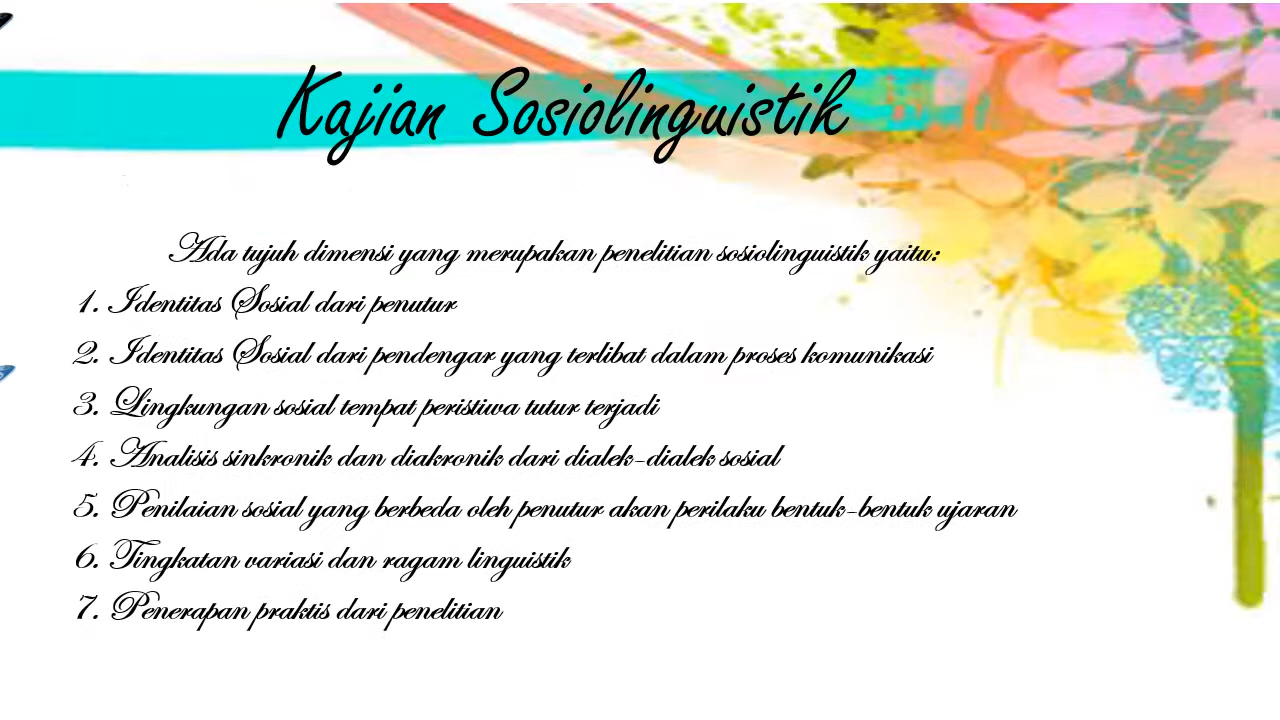 Kajian Sosiolinguistik
Ada tujuh dimensi yang merupakan penelitian sosiolinguistik yaitu:
1. Identitas Sosial dari penutur
2. Identitas Sosial dari pendengar yang terlibat dalam proses komunikasi
3. Lingkungan sosial tempat peristiwa tutur terjadi
4. Analisis sinkronik dan diakronik dari dialek-dialek sosial
5. Penilaian sosial yang berbeda oleh penutur akan perilaku bentuk-bentuk ujaran
6. Tingkatan variasi dan ragam linguistik
7. Penerapan praktis dari penelitian